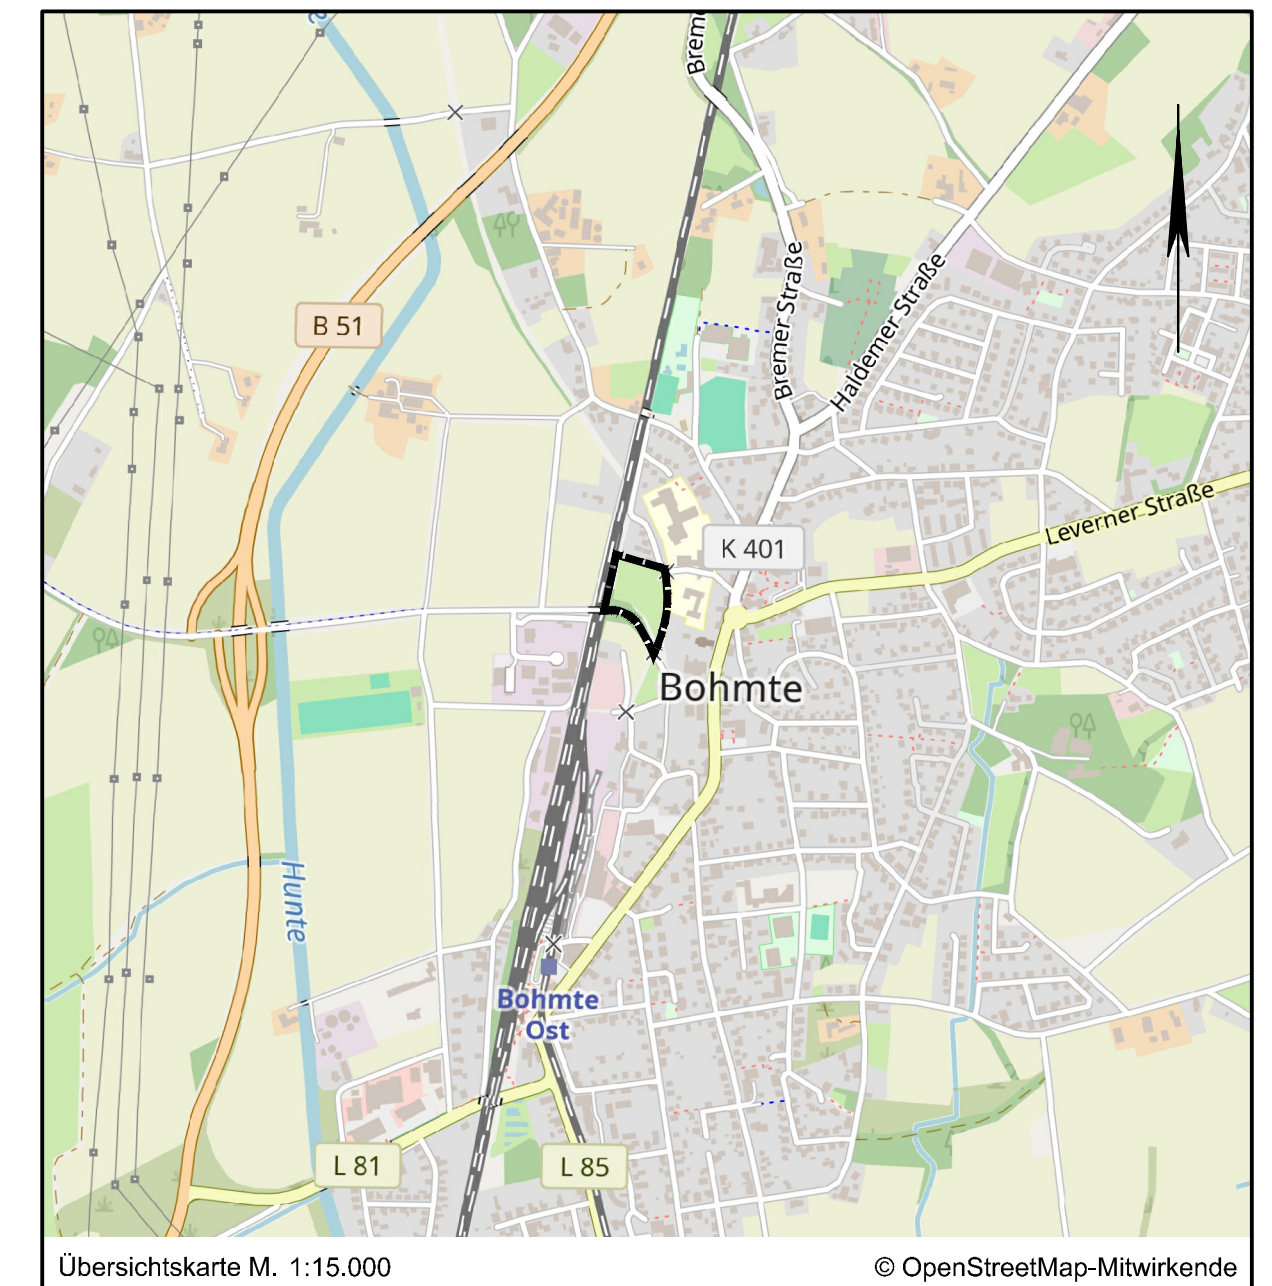 Breme
B 51
Bremer Straße
Haldemer Straße
Leverner Straße
K 401
Bohmte
Hunte
Bohmte
Ost
L 81
L 85
Übersichtskarte M. 1:15.000
© OpenStreetMap-Mitwirkende